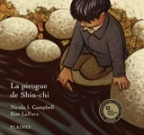 La pirogue
de Shin-chi
Nicola I. Campbell
Kim LaFave
PLAINES